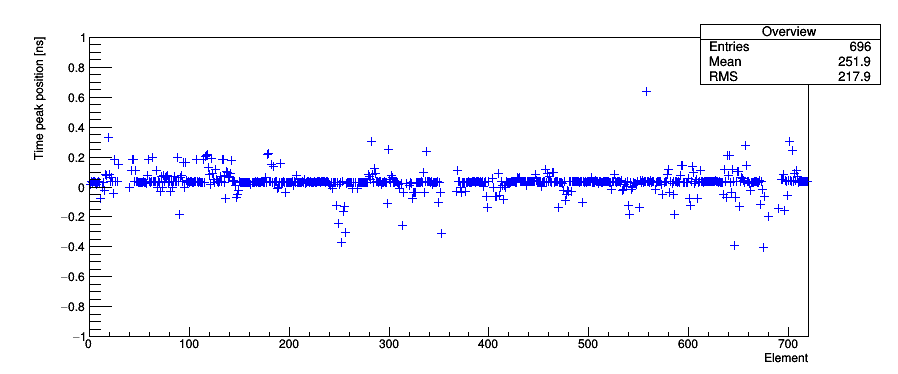 Overview
Entries 696
Mean 251.9
RMS 217.9
Time peak position [ns]
1
0.8
0.6
0.4
0.2
0
−0.2
−0.4
−0.6
−0.8
−1
0 100 200 300 400 500 600 700
Element